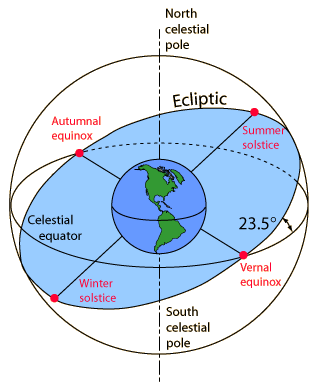 North
celestial
pole
Ecliptic
Autumnal
equinox
Summer
solstice
Celestial
equator
23.5°
Vernal
equinox
Winter
solstice
South
celestial
pole